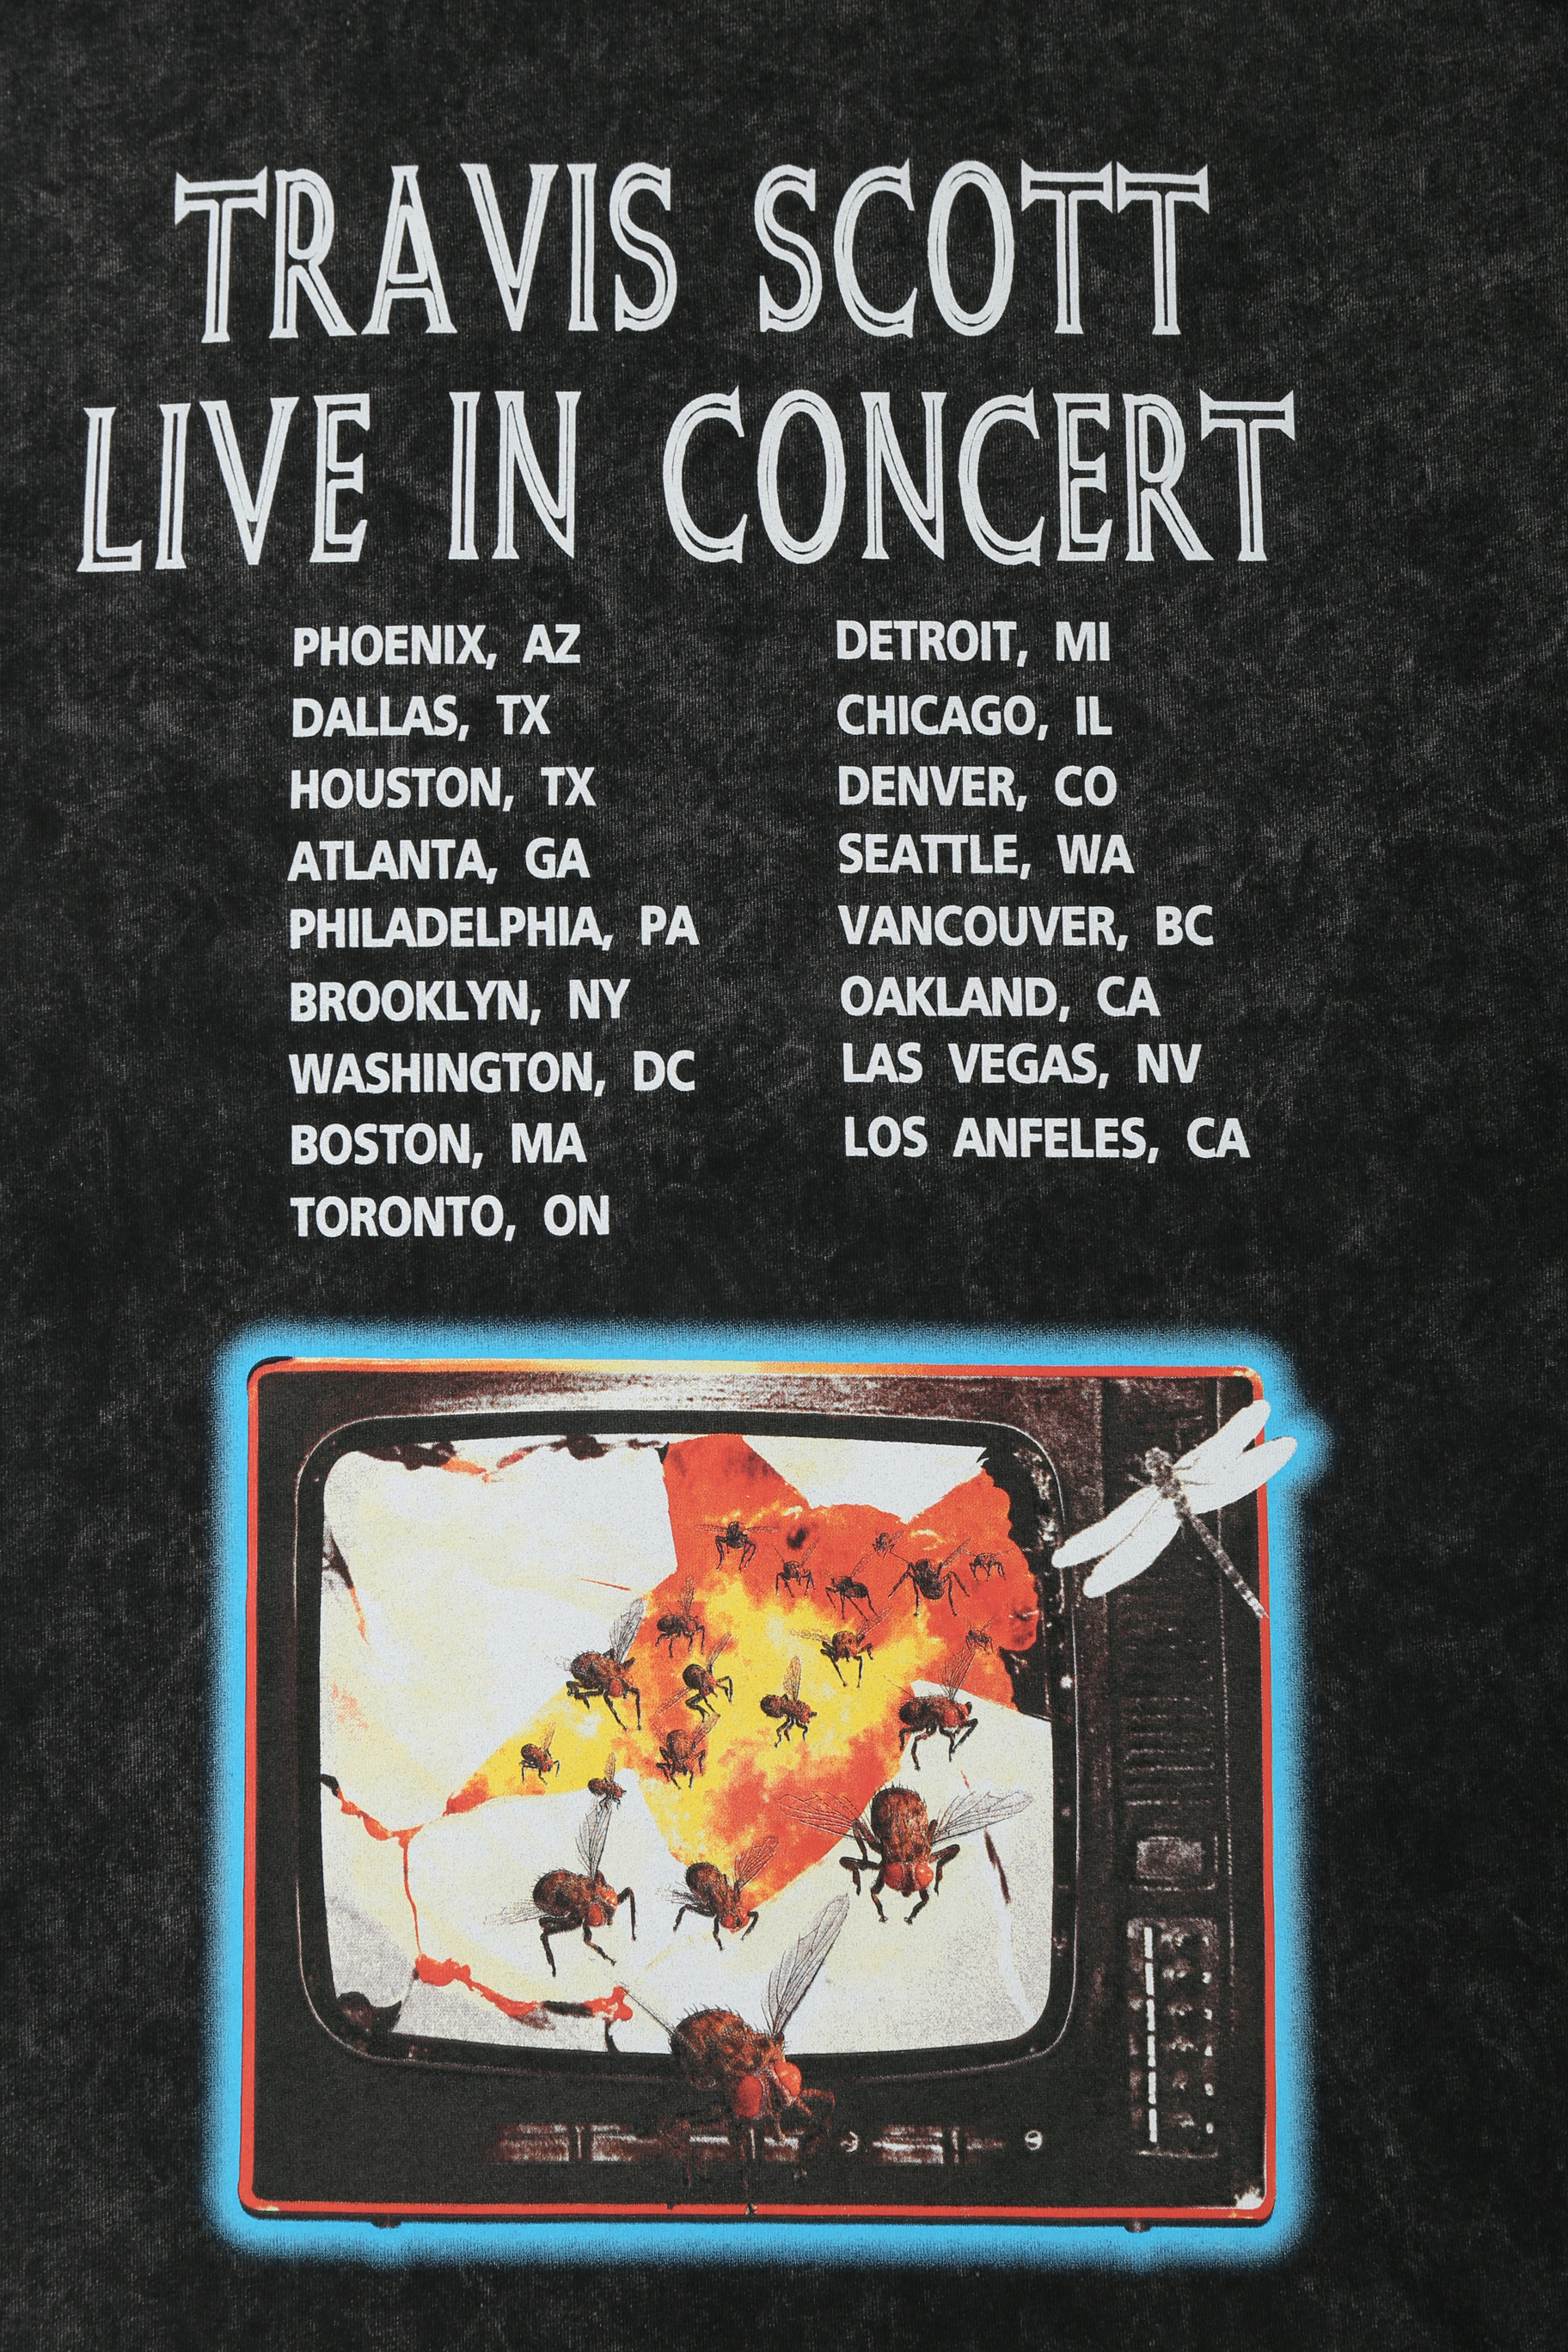 TRAVIS SCOTT
LIVE IN CONCERT
PHOENIX, AZ
DALLAS, TX
HOUSTON, TX
ATLANTA, GA
PHILADELPHIA, PA
BROOKLYN, NY
WASHINGTON, DC
BOSTON, MA
TORONTO, ON
DETROIT, MI
CHICAGO, IL
DENVER, CO
SEATTLE, WA
VANCOUVER, BC
OAKLAND, CA
LAS VEGAS, NV
LOS ANFELES, CA